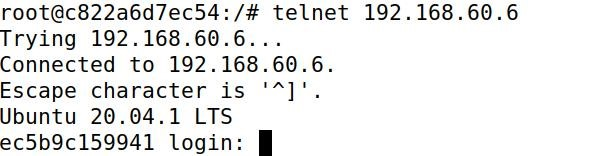 root@c822a6d7ec54:/# telnet 192.168.60.6
Trying 192.168.60.6...
Connected to 192.168.60.6.
Escape character is '^]'.
Ubuntu 20.04.1 LTS
ec5b9c159941 login: